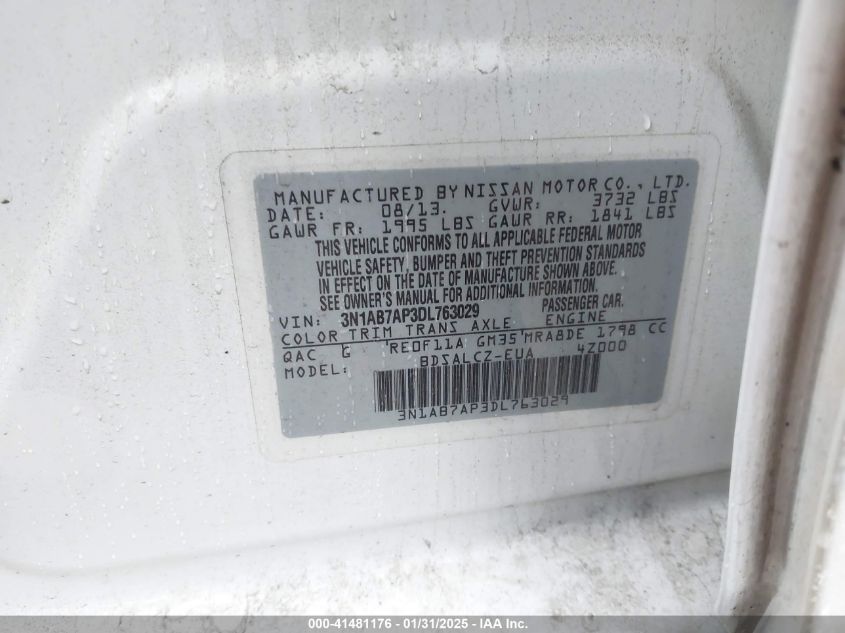 MANUFACTURED BY NISSAN MOTOR CO., LTD.
DATE: 08/13. GVWR: 3732 LBS
GAWR FR: 1995 LBS GAWR RR: 1841 LBS
THIS VEHICLE CONFORMS TO ALL APPLICABLE FEDERAL MOTOR
VEHICLE SAFETY, BUMPER AND THEFT PREVENTION STANDARDS
IN EFFECT ON THE DATE OF MANUFACTURE SHOWN ABOVE.
SEE OWNER'S MANUAL FOR ADDITIONAL INFORMATION.
VIN: 3N1AB7AP3DL763029 PASSENGER CAR.
COLOR TRIM TRANS AXLE ENGINE
QAC G 'RE0F11A GM35'MRA8DE 1798 CC
MODEL: BDSALCZ-EUA 4Z000
3N1AB7AP3DL763029
000-41481176 - 01/31/2025 - IAA Inc.